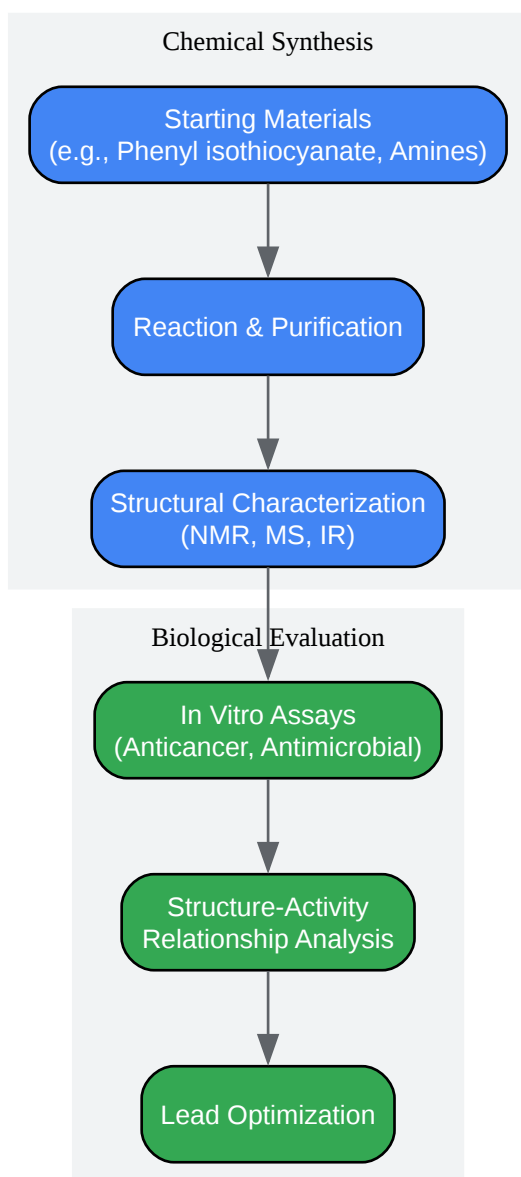 Chemical Synthesis
Starting Materials
(e.g., Phenyl isothiocyanate, Amines)
Reaction & Purification
Structural Characterization
(NMR, MS, IR)
Biological Evaluation
In Vitro Assays
(Anticancer, Antimicrobial)
Structure-Activity
Relationship Analysis
Lead Optimization